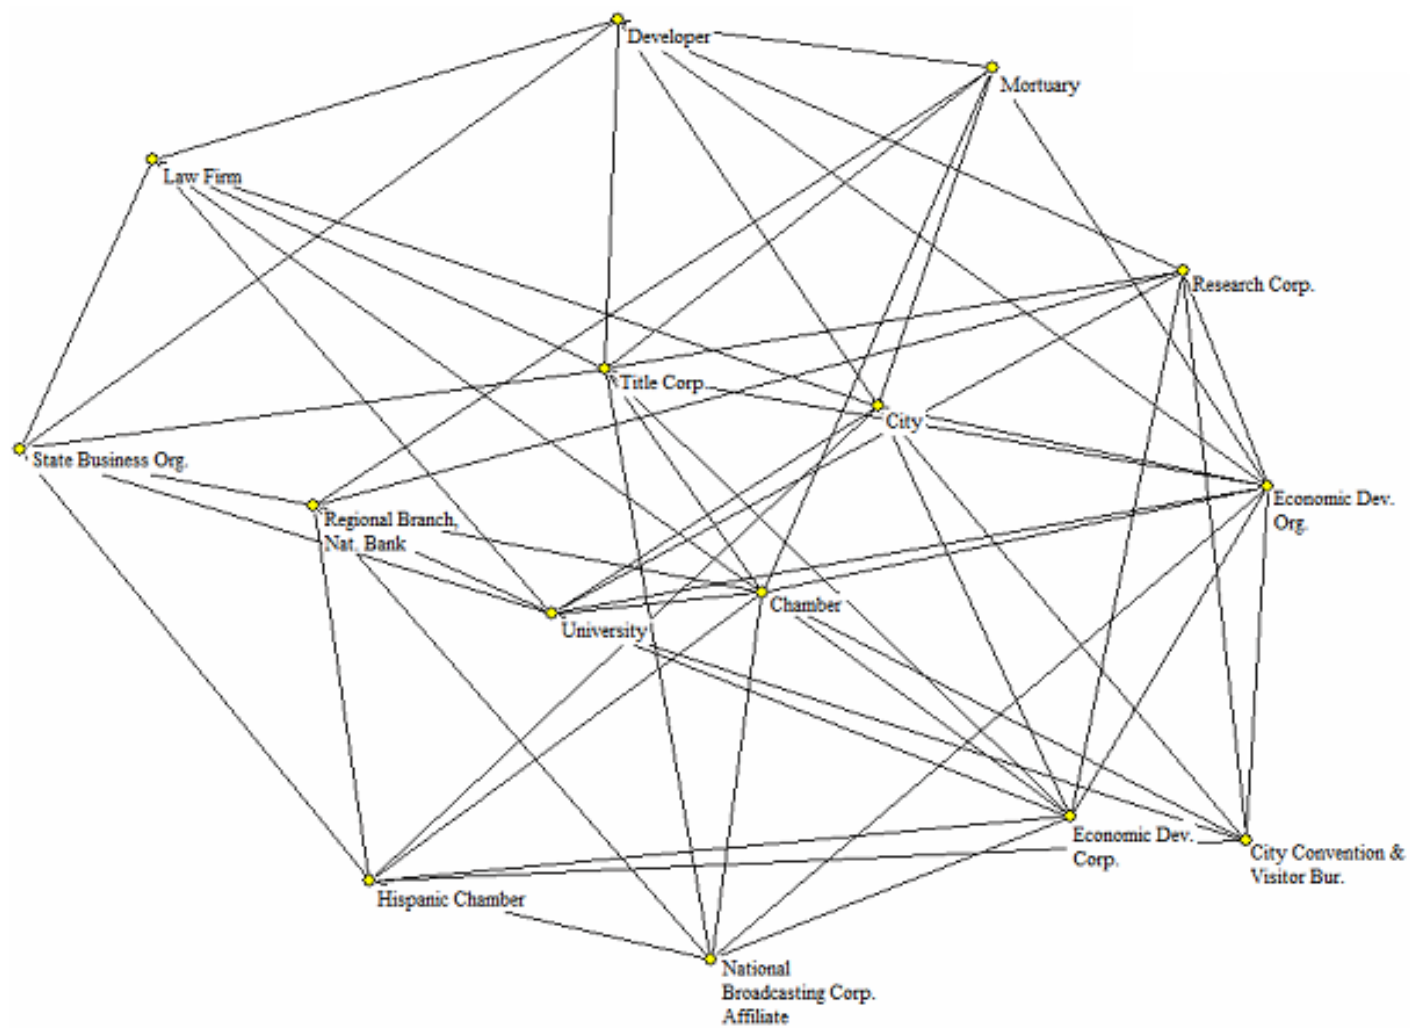 Developer
Mortuary
Law Firm
Research Corp.
Title Corp.
City
State Business Org.
Economic Dev.
Org.
Regional Branch,
Nat. Bank
Chamber
University
Economic Dev.
Corp.
City Convention &
Visitor Bur.
Hispanic Chamber
National
Broadcasting Corp.
Affiliate